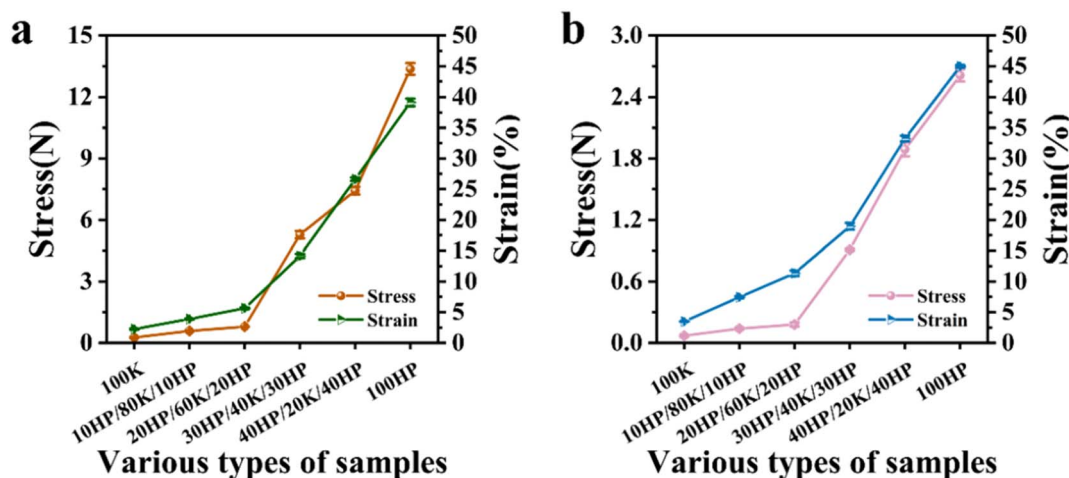 a
Stress(N)
15
12
9
6
3
0
50
45
40
35
30
25
20
15
10
5
0
Strain(%)
Stress
Strain
100K
10HP/80K/10HP
20HP/60K/20HP
30HP/40K/30HP
40HP/20K/40HP
100HP
Various types of samples
b
Stress(N)
3.0
2.4
1.8
1.2
0.6
0.0
50
45
40
35
30
25
20
15
10
5
0
Strain(%)
Stress
Strain
100K
10HP/80K/10HP
20HP/60K/20HP
30HP/40K/30HP
40HP/20K/40HP
100HP
Various types of samples